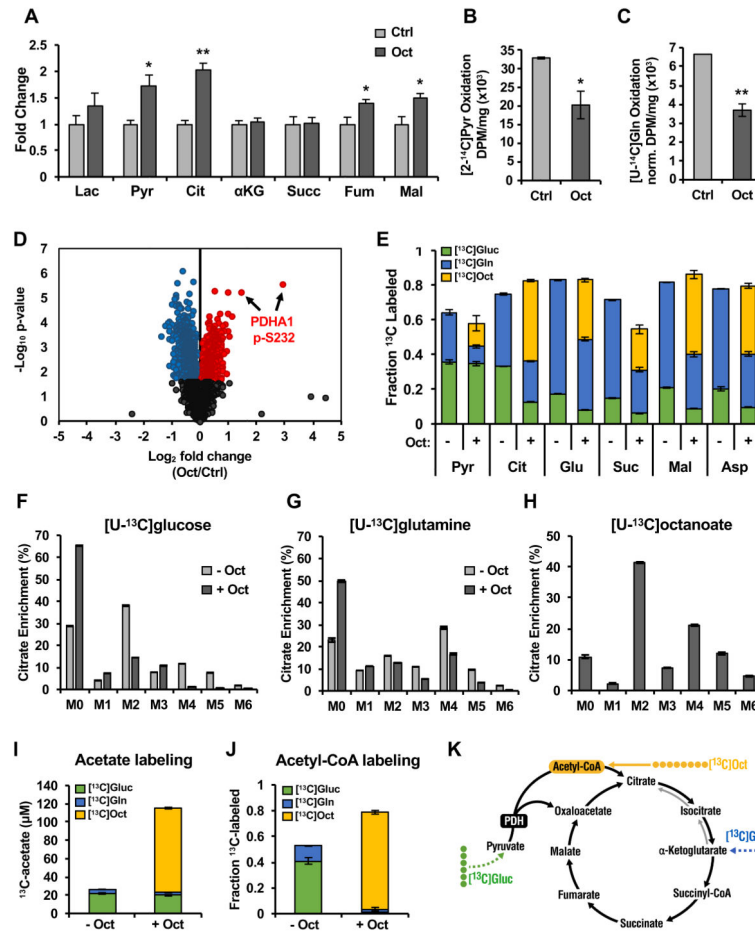 A
Ctrl
Oct
Fold Change
2.5
2
1.5
1
0.5
0
* ** * *
Lac Pyr Cit αKG Succ Fum Mal
B
[2-¹⁴C]Pyr Oxidation
DPM/mg (x10³)
35
30
25
20
15
10
5
0
*
Ctrl Oct
C
[U-¹⁴C]Gln Oxidation
norm. DPM/mg (x10³)
8
7
6
5
4
3
2
1
0
**
Ctrl Oct
D
-Log₁₀ p-value
7
6
5
4
3
2
1
0
PDHA1
p-S232
-5 -4 -3 -2 -1 0 1 2 3 4 5
Log₂ fold change
(Oct/Ctrl)
E
[¹³C]Gluc
[¹³C]Gln
[¹³C]Oct
Fraction ¹³C Labeled
1
0.8
0.6
0.4
0.2
0
Oct: - + - + - + - + - + - +
Pyr Cit Glu Suc Mal Asp
F
[U-¹³C]glucose
- Oct
+ Oct
Citrate Enrichment (%)
70
60
50
40
30
20
10
0
M0 M1 M2 M3 M4 M5 M6
G
[U-¹³C]glutamine
- Oct
+ Oct
Citrate Enrichment (%)
70
60
50
40
30
20
10
0
M0 M1 M2 M3 M4 M5 M6
H
[U-¹³C]octanoate
Citrate Enrichment (%)
50
40
30
20
10
0
M0 M1 M2 M3 M4 M5 M6
I
Acetate labeling
[¹³C]Gluc
[¹³C]Gln
[¹³C]Oct
¹³C-acetate (µM)
140
120
100
80
60
40
20
0
- Oct + Oct
J
Acetyl-CoA labeling
[¹³C]Gluc
[¹³C]Gln
[¹³C]Oct
Fraction ¹³C-labeled
1
0.8
0.6
0.4
0.2
0
- Oct + Oct
K
Acetyl-CoA
[¹³C]Oct
Citrate
PDH
Oxaloacetate
Isocitrate
Pyruvate
Malate
α-Ketoglutarate
[¹³C]G
[¹³C]Gluc
Fumarate
Succinyl-CoA
Succinate